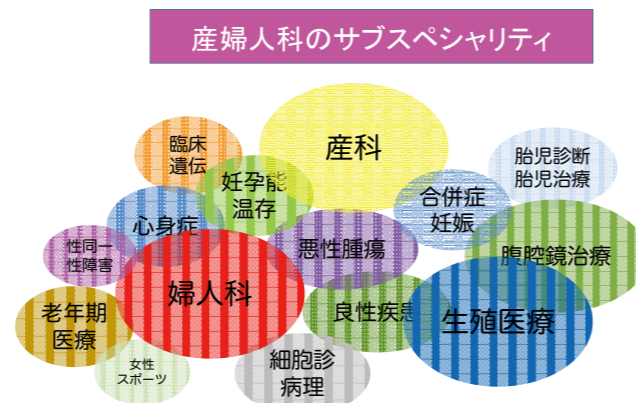 産婦人科のサブスペシャリティ
臨床
遺伝
産科
胎児診断
胎児治療
妊孕能
温存
合併症
妊娠
心身症
性同一
性障害
悪性腫瘍
腹腔鏡治療
婦人科
老年期
医療
良性疾患
生殖医療
女性
スポーツ
細胞診
病理